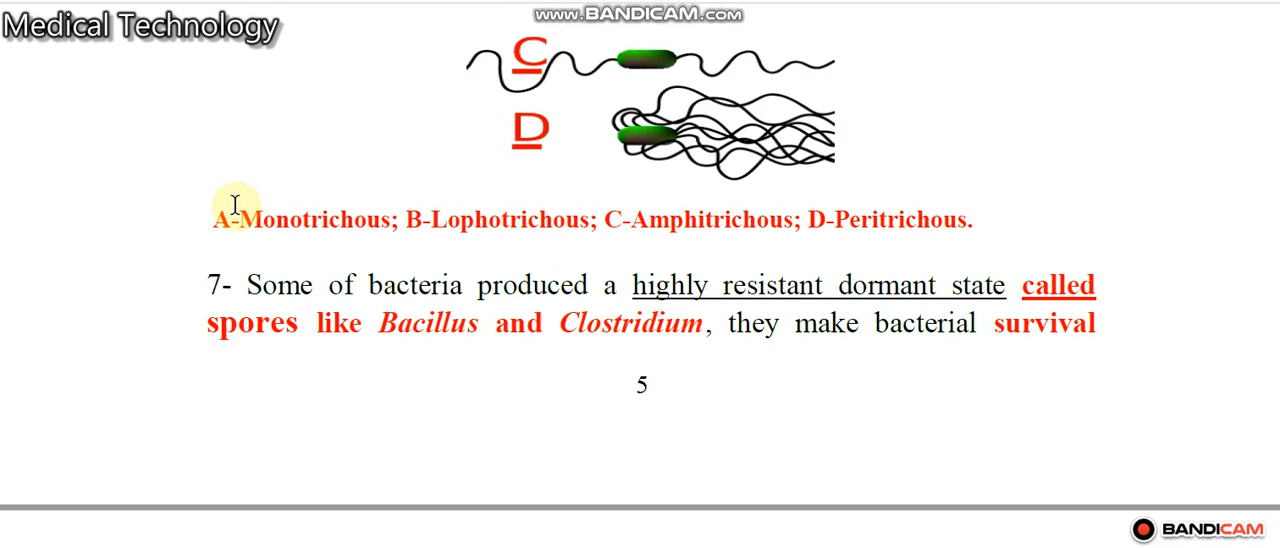 www.BANDICAM.com
Medical Technology
C
D
A-Monotrichous; B-Lophotrichous; C-Amphitrichous; D-Peritrichous.
7- Some of bacteria produced a highly resistant dormant state called
spores like Bacillus and Clostridium, they make bacterial survival
5
BANDICAM